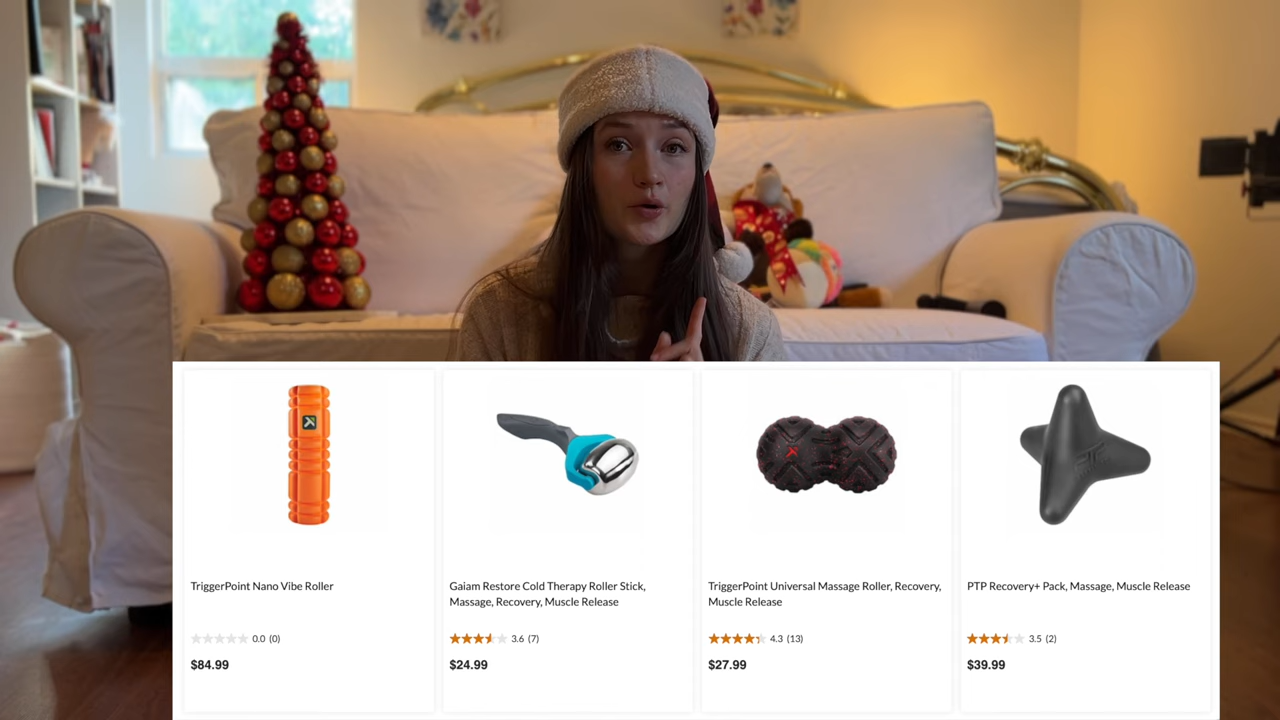 TriggerPoint Nano Vibe Roller
0.0 (0)
$84.99
Gaiam Restore Cold Therapy Roller Stick,
Massage, Recovery, Muscle Release
3.6 (7)
$24.99
TriggerPoint Universal Massage Roller, Recovery,
Muscle Release
4.3 (13)
$27.99
PTP Recovery+ Pack, Massage, Muscle Release
3.5 (2)
$39.99